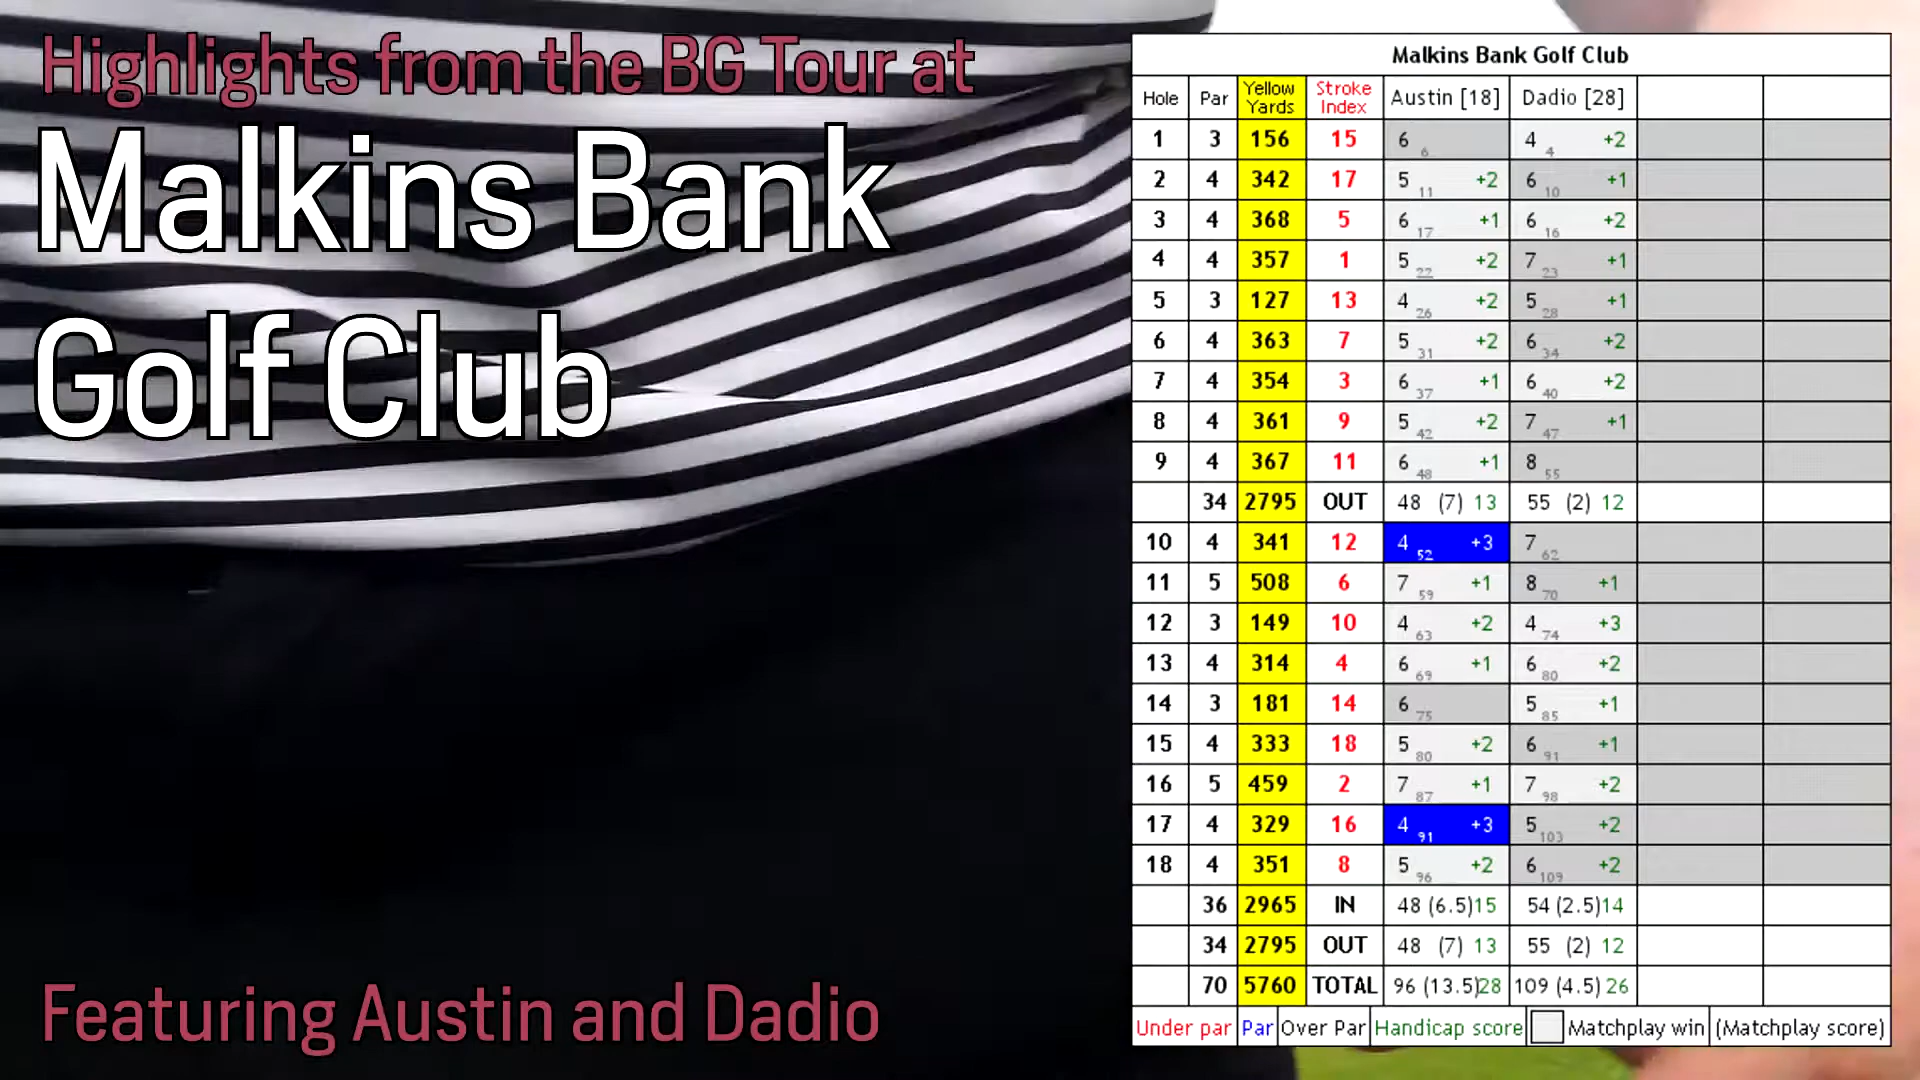 Highlights from the BG Tour at
Malkins Bank
Golf Club
Featuring Austin and Dadio
Malkins Bank Golf Club
Hole Par Yellow Yards Stroke Index Austin [18] Dadio [28]
1 3 156 15 6 6 4 4 +2
2 4 342 17 5 11 +2 6 10 +1
3 4 368 5 6 17 +1 6 16 +2
4 4 357 1 5 22 +2 7 23 +1
5 3 127 13 4 26 +2 5 28 +1
6 4 363 7 5 31 +2 6 34 +2
7 4 354 3 6 37 +1 6 40 +2
8 4 361 9 5 42 +2 7 47 +1
9 4 367 11 6 48 +1 8 55
34 2795 OUT 48 (7) 13 55 (2) 12
10 4 341 12 4 52 +3 7 62
11 5 508 6 7 59 +1 8 70 +1
12 3 149 10 4 63 +2 4 74 +3
13 4 314 4 6 69 +1 6 80 +2
14 3 181 14 6 75 5 85 +1
15 4 333 18 5 80 +2 6 91 +1
16 5 459 2 7 87 +1 7 98 +2
17 4 329 16 4 91 +3 5 103 +2
18 4 351 8 5 96 +2 6 109 +2
36 2965 IN 48 (6.5)15 54 (2.5)14
34 2795 OUT 48 (7) 13 55 (2) 12
70 5760 TOTAL 96 (13.5)28 109 (4.5) 26
Under par Par Over Par Handicap score Matchplay win (Matchplay score)